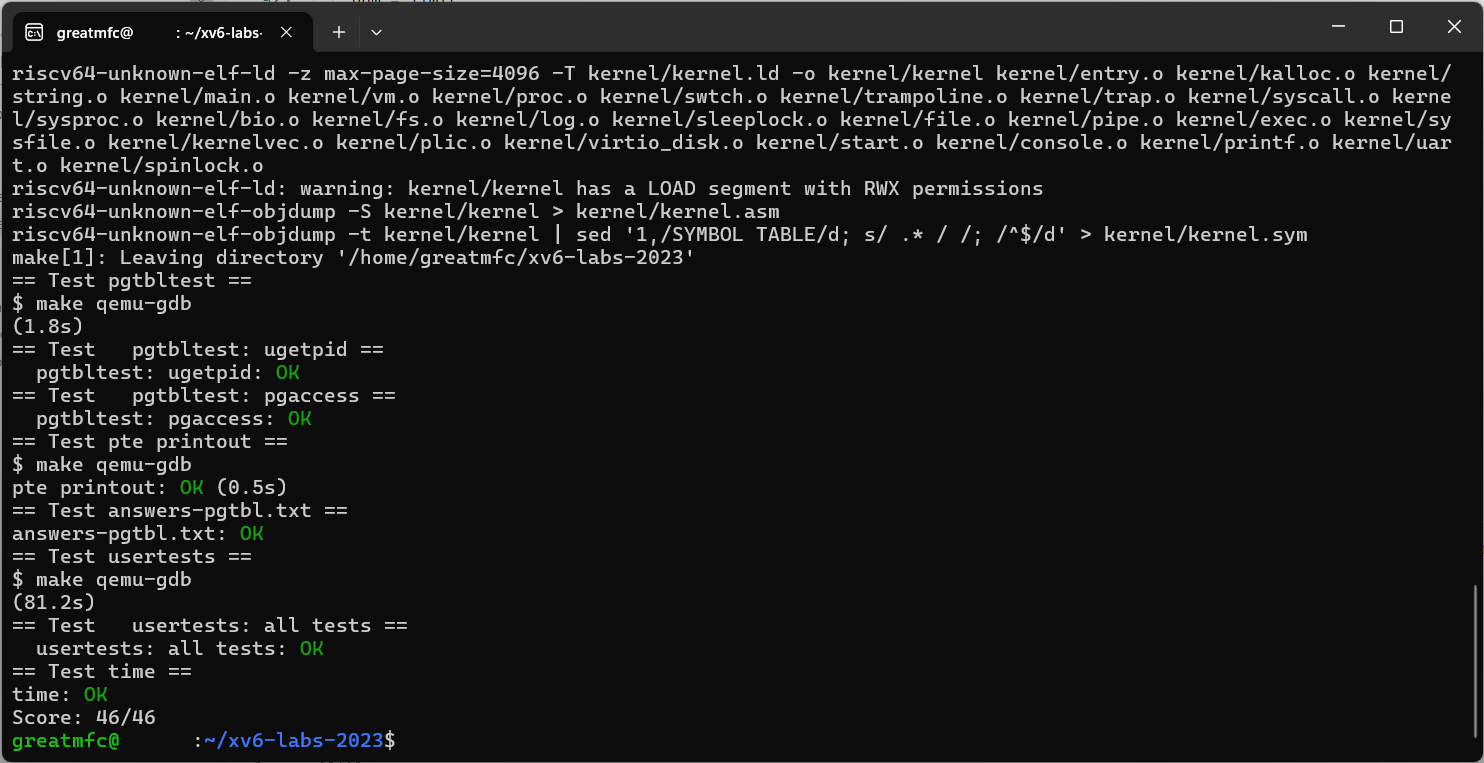 greatmfc@ : ~/xv6-labs-
riscv64-unknown-elf-ld -z max-page-size=4096 -T kernel/kernel.ld -o kernel/kernel kernel/entry.o kernel/kalloc.o kernel/
string.o kernel/main.o kernel/vm.o kernel/proc.o kernel/swtch.o kernel/trampoline.o kernel/trap.o kernel/syscall.o kerne
l/sysproc.o kernel/bio.o kernel/fs.o kernel/log.o kernel/sleeplock.o kernel/file.o kernel/pipe.o kernel/exec.o kernel/sy
sfile.o kernel/kernelvec.o kernel/plic.o kernel/virtio_disk.o kernel/start.o kernel/console.o kernel/printf.o kernel/uar
t.o kernel/spinlock.o
riscv64-unknown-elf-ld: warning: kernel/kernel has a LOAD segment with RWX permissions
riscv64-unknown-elf-objdump -S kernel/kernel > kernel/kernel.asm
riscv64-unknown-elf-objdump -t kernel/kernel | sed '1,/SYMBOL TABLE/d; s/ .* / /; /^$/d' > kernel/kernel.sym
make[1]: Leaving directory '/home/greatmfc/xv6-labs-2023'
== Test pgtbltest ==
$ make qemu-gdb
(1.8s)
== Test   pgtbltest: ugetpid ==
  pgtbltest: ugetpid: OK
== Test   pgtbltest: pgaccess ==
  pgtbltest: pgaccess: OK
== Test pte printout ==
$ make qemu-gdb
pte printout: OK (0.5s)
== Test answers-pgtbl.txt ==
answers-pgtbl.txt: OK
== Test usertests ==
$ make qemu-gdb
(81.2s)
== Test   usertests: all tests ==
  usertests: all tests: OK
== Test time ==
time: OK
Score: 46/46
greatmfc@ :~/xv6-labs-2023$